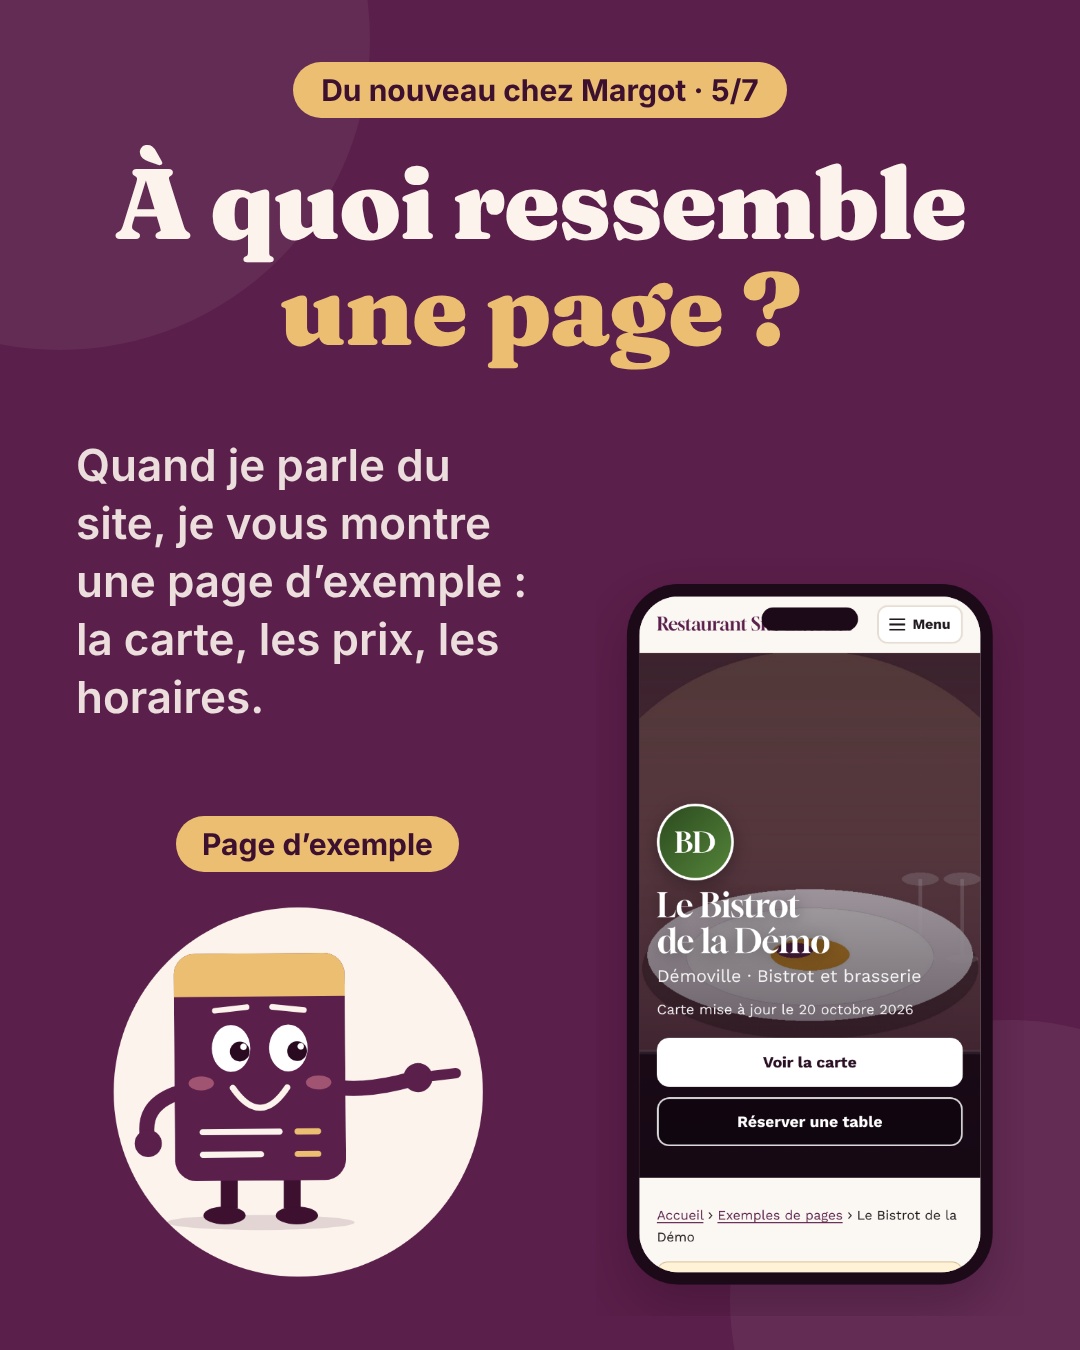 Du nouveau chez Margot · 5/7
À quoi ressemble
une page ?
Quand je parle du
site, je vous montre
une page d’exemple :
la carte, les prix, les
horaires.
Page d’exemple
Restaurant
Menu
BD
Le Bistrot
de la Démo
Démoville · Bistrot et brasserie
Carte mise à jour le 20 octobre 2026
Voir la carte
Réserver une table
Accueil › Exemples de pages › Le Bistrot de la
Démo